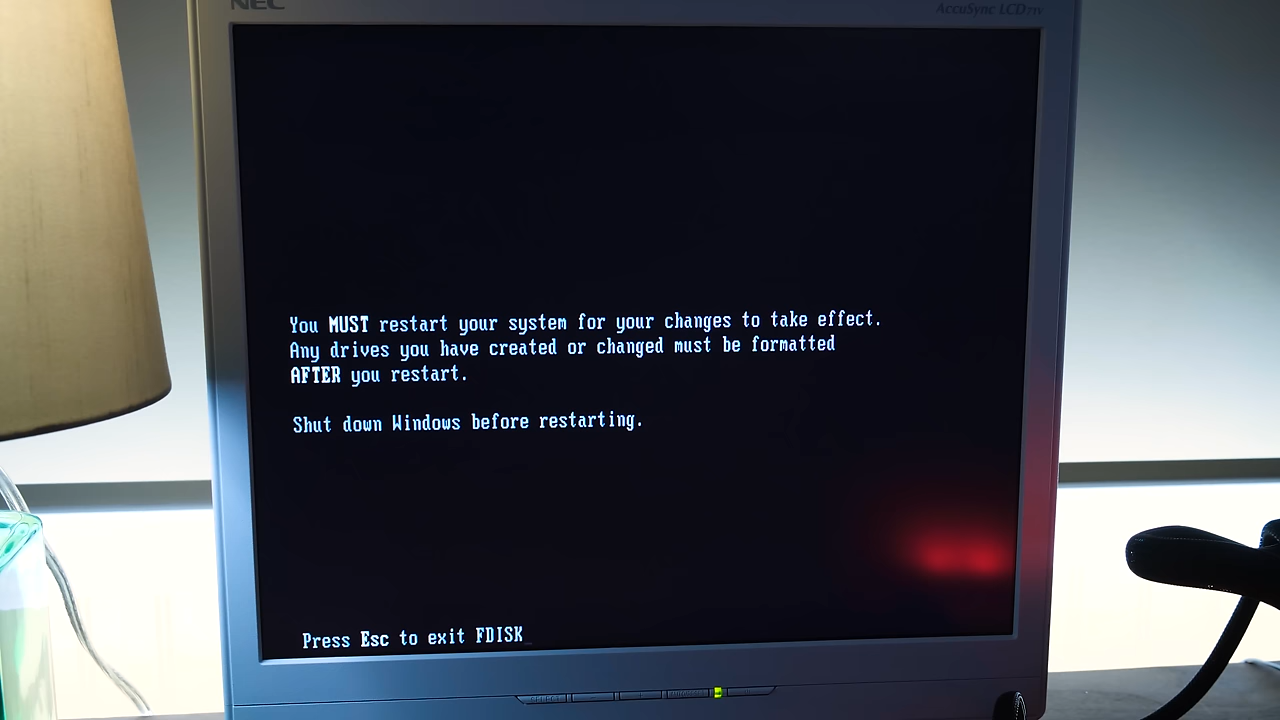 NEC
AccuSync LCD71V
You MUST restart your system for your changes to take effect.
Any drives you have created or changed must be formatted
AFTER you restart.
Shut down Windows before restarting.
Press Esc to exit FDISK
SELECT